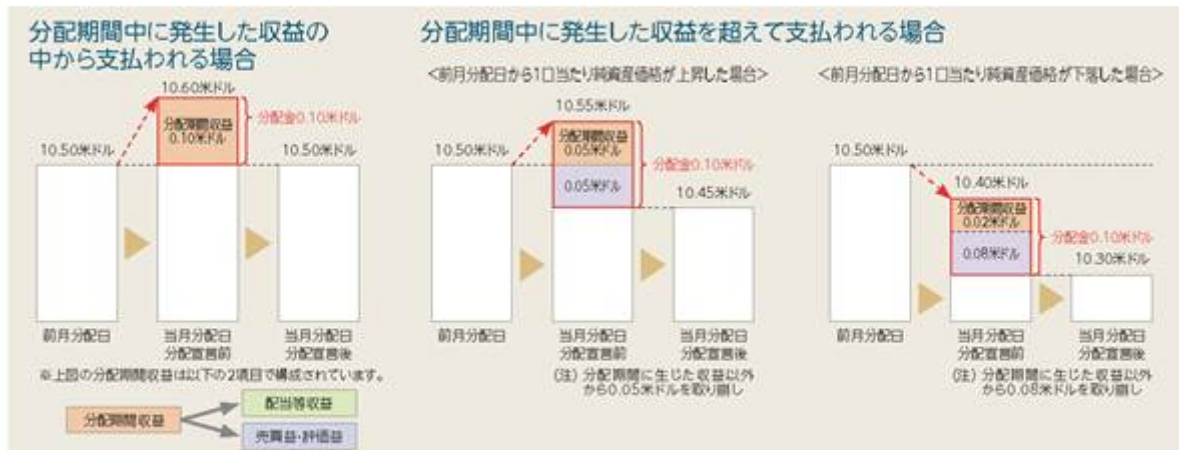 分配期間中に発生した収益の
中から支払われる場合
10.60米ドル
分配期間収益
0.10米ドル
分配金0.10米ドル
10.50米ドル
10.50米ドル
前月分配日
当月分配日
分配宣言前
当月分配日
分配宣言後
※上図の分配期間収益は以下の2項目で構成されています。
分配期間収益
配当等収益
売買益・評価益
分配期間中に発生した収益を超えて支払われる場合
<前月分配日から1口当たり純資産価格が上昇した場合>
10.55米ドル
10.50米ドル
分配期間収益
0.05米ドル
0.05米ドル
分配金0.10米ドル
10.45米ドル
前月分配日
当月分配日
分配宣言前
当月分配日
分配宣言後
(注) 分配期間に生じた収益以外
から0.05米ドルを取り崩し
<前月分配日から1口当たり純資産価格が下落した場合>
10.50米ドル
10.40米ドル
分配期間収益
0.02米ドル
0.08米ドル
分配金0.10米ドル
10.30米ドル
前月分配日
当月分配日
分配宣言前
当月分配日
分配宣言後
(注) 分配期間に生じた収益以外
から0.08米ドルを取り崩し